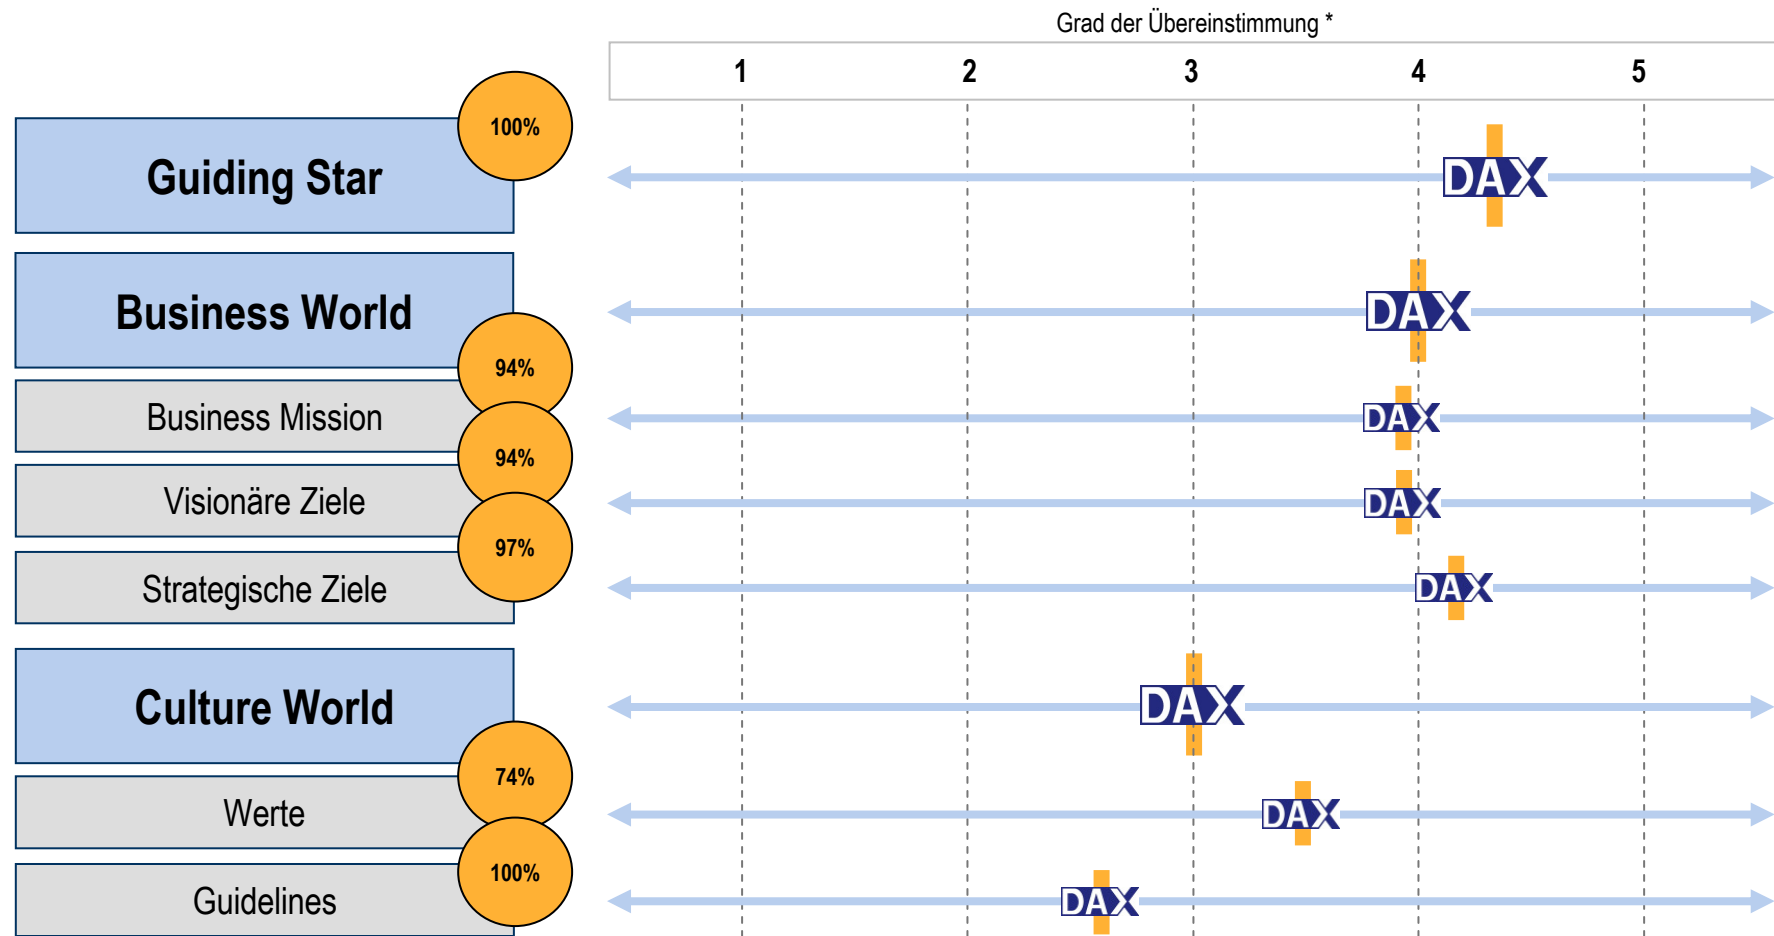 Grad der Übereinstimmung *
1 2 3 4 5
100%
Guiding Star
DAX
Business World
DAX
94%
Business Mission
DAX
94%
Visionäre Ziele
DAX
97%
Strategische Ziele
DAX
Culture World
DAX
74%
Werte
DAX
100%
Guidelines
DAX